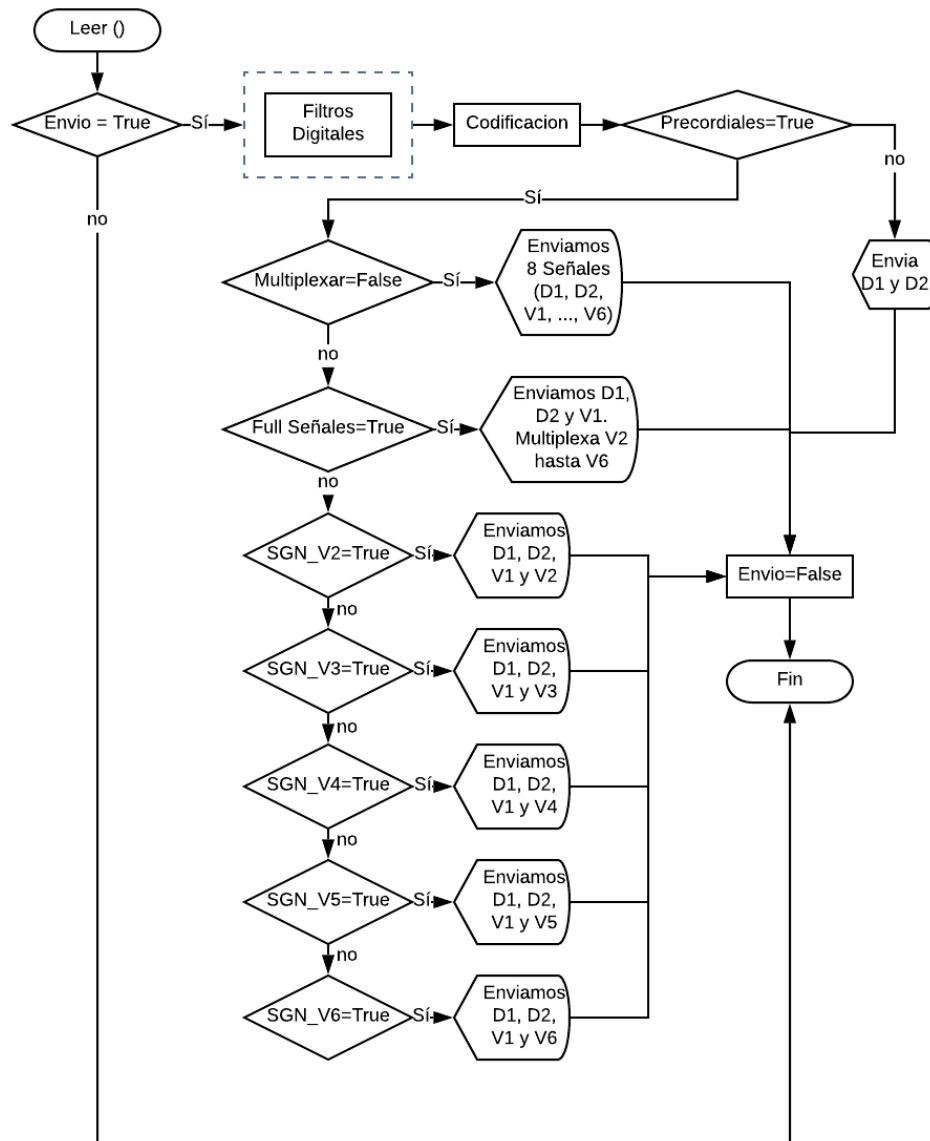 Leer ()
Envio = True
Sí
Filtros
Digitales
Codificacion
Precordiales=True
no
no
Sí
Multiplexar=False
Sí
Enviamos
8 Señales
(D1, D2,
V1, ..., V6)
Envia
D1 y D2
no
Full Señales=True
Sí
Enviamos D1,
D2 y V1.
Multiplexa V2
hasta V6
no
SGN_V2=True
Sí
Enviamos
D1, D2,
V1 y V2
Envio=False
no
SGN_V3=True
Sí
Enviamos
D1, D2,
V1 y V3
Fin
no
SGN_V4=True
Sí
Enviamos
D1, D2,
V1 y V4
no
SGN_V5=True
Sí
Enviamos
D1, D2,
V1 y V5
no
SGN_V6=True
Sí
Enviamos
D1, D2,
V1 y V6